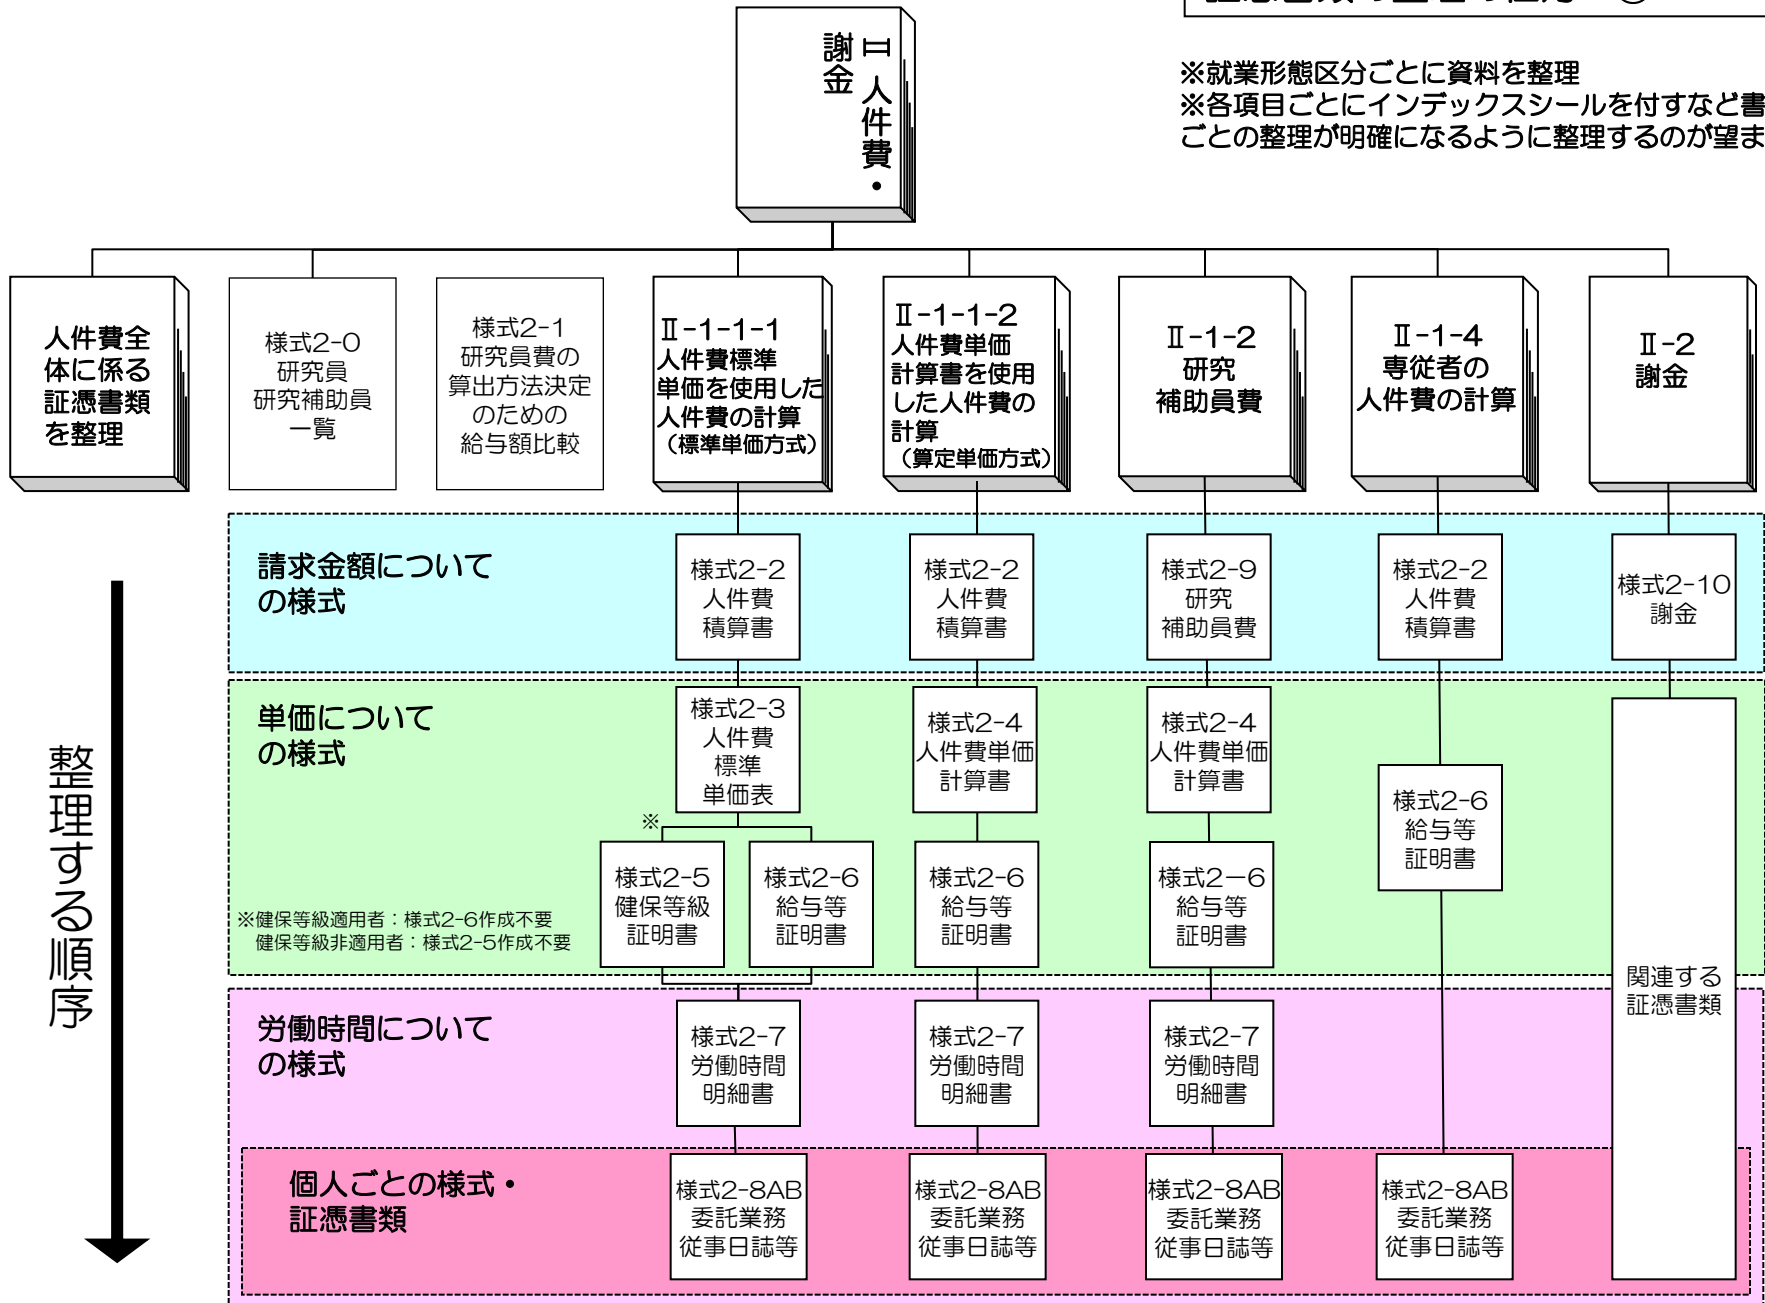 ※就業形態区分ごとに資料を整理
※各項目ごとにインデックスシールを付すなど書
ごとの整理が明確になるように整理するのが望ま
Ⅱ 人件費・
謝金
人件費全
体に係る
証憑書類
を整理
様式2-0
研究員
研究補助員
一覧
様式2-1
研究員費の
算出方法決定
のための
給与額比較
Ⅱ-1-1-1
人件費標準
単価を使用した
人件費の計算
（標準単価方式）
Ⅱ-1-1-2
人件費単価
計算書を使用
した人件費の
計算
（算定単価方式）
Ⅱ-1-2
研究
補助員費
Ⅱ-1-4
専従者の
人件費の計算
Ⅱ-2
謝金
整理する順序
請求金額について
の様式
様式2-2
人件費
積算書
様式2-2
人件費
積算書
様式2-9
研究
補助員費
様式2-2
人件費
積算書
様式2-10
謝金
単価について
の様式
様式2-3
人件費
標準
単価表
様式2-4
人件費単価
計算書
様式2-4
人件費単価
計算書
様式2-6
給与等
証明書
※
様式2-5
健保等級
証明書
様式2-6
給与等
証明書
様式2-6
給与等
証明書
様式2－6
給与等
証明書
※健保等級適用者：様式2-6作成不要
健保等級非適用者：様式2-5作成不要
関連する
証憑書類
労働時間について
の様式
様式2-7
労働時間
明細書
様式2-7
労働時間
明細書
様式2-7
労働時間
明細書
個人ごとの様式・
証憑書類
様式2-8AB
委託業務
従事日誌等
様式2-8AB
委託業務
従事日誌等
様式2-8AB
委託業務
従事日誌等
様式2-8AB
委託業務
従事日誌等